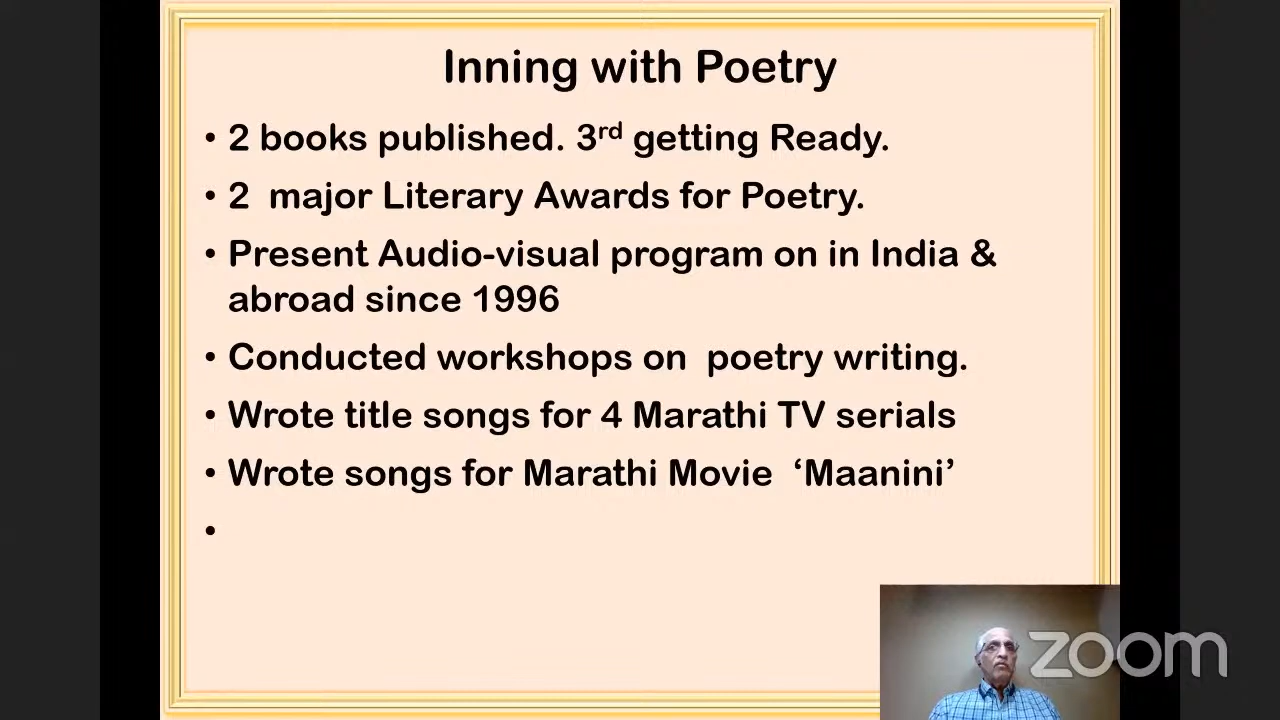 Inning with Poetry
• 2 books published. 3rd getting Ready.
• 2  major Literary Awards for Poetry.
• Present Audio-visual program on in India &
abroad since 1996
• Conducted workshops on  poetry writing.
• Wrote title songs for 4 Marathi TV serials
• Wrote songs for Marathi Movie  ‘Maanini’
•
zoom